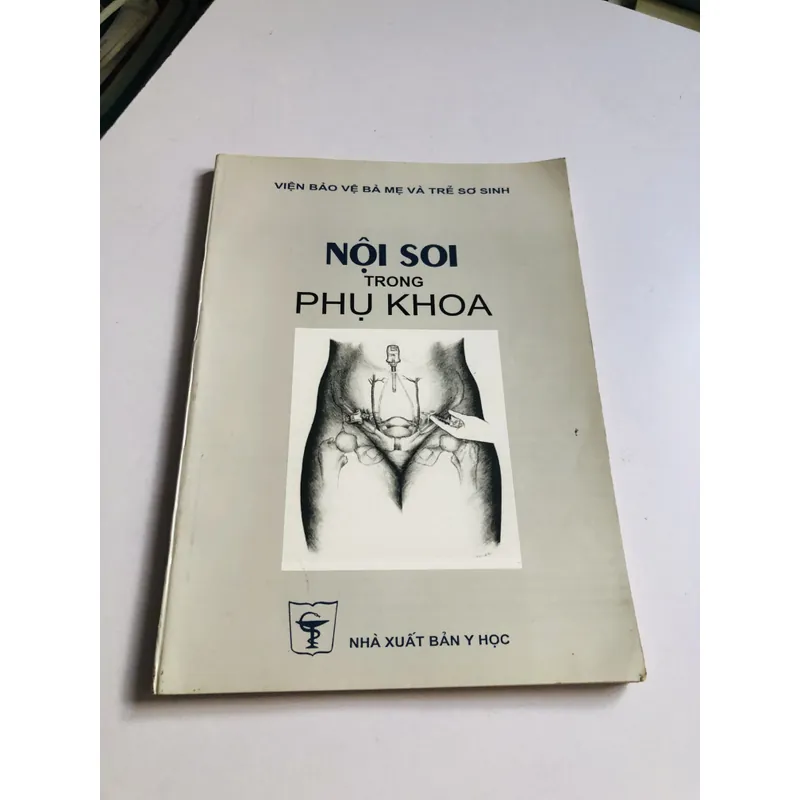 VIỆN BẢO VỆ BÀ MẸ VÀ TRẺ SƠ SINH
NỘI SOI
TRONG
PHỤ KHOA
NHÀ XUẤT BẢN Y HỌC